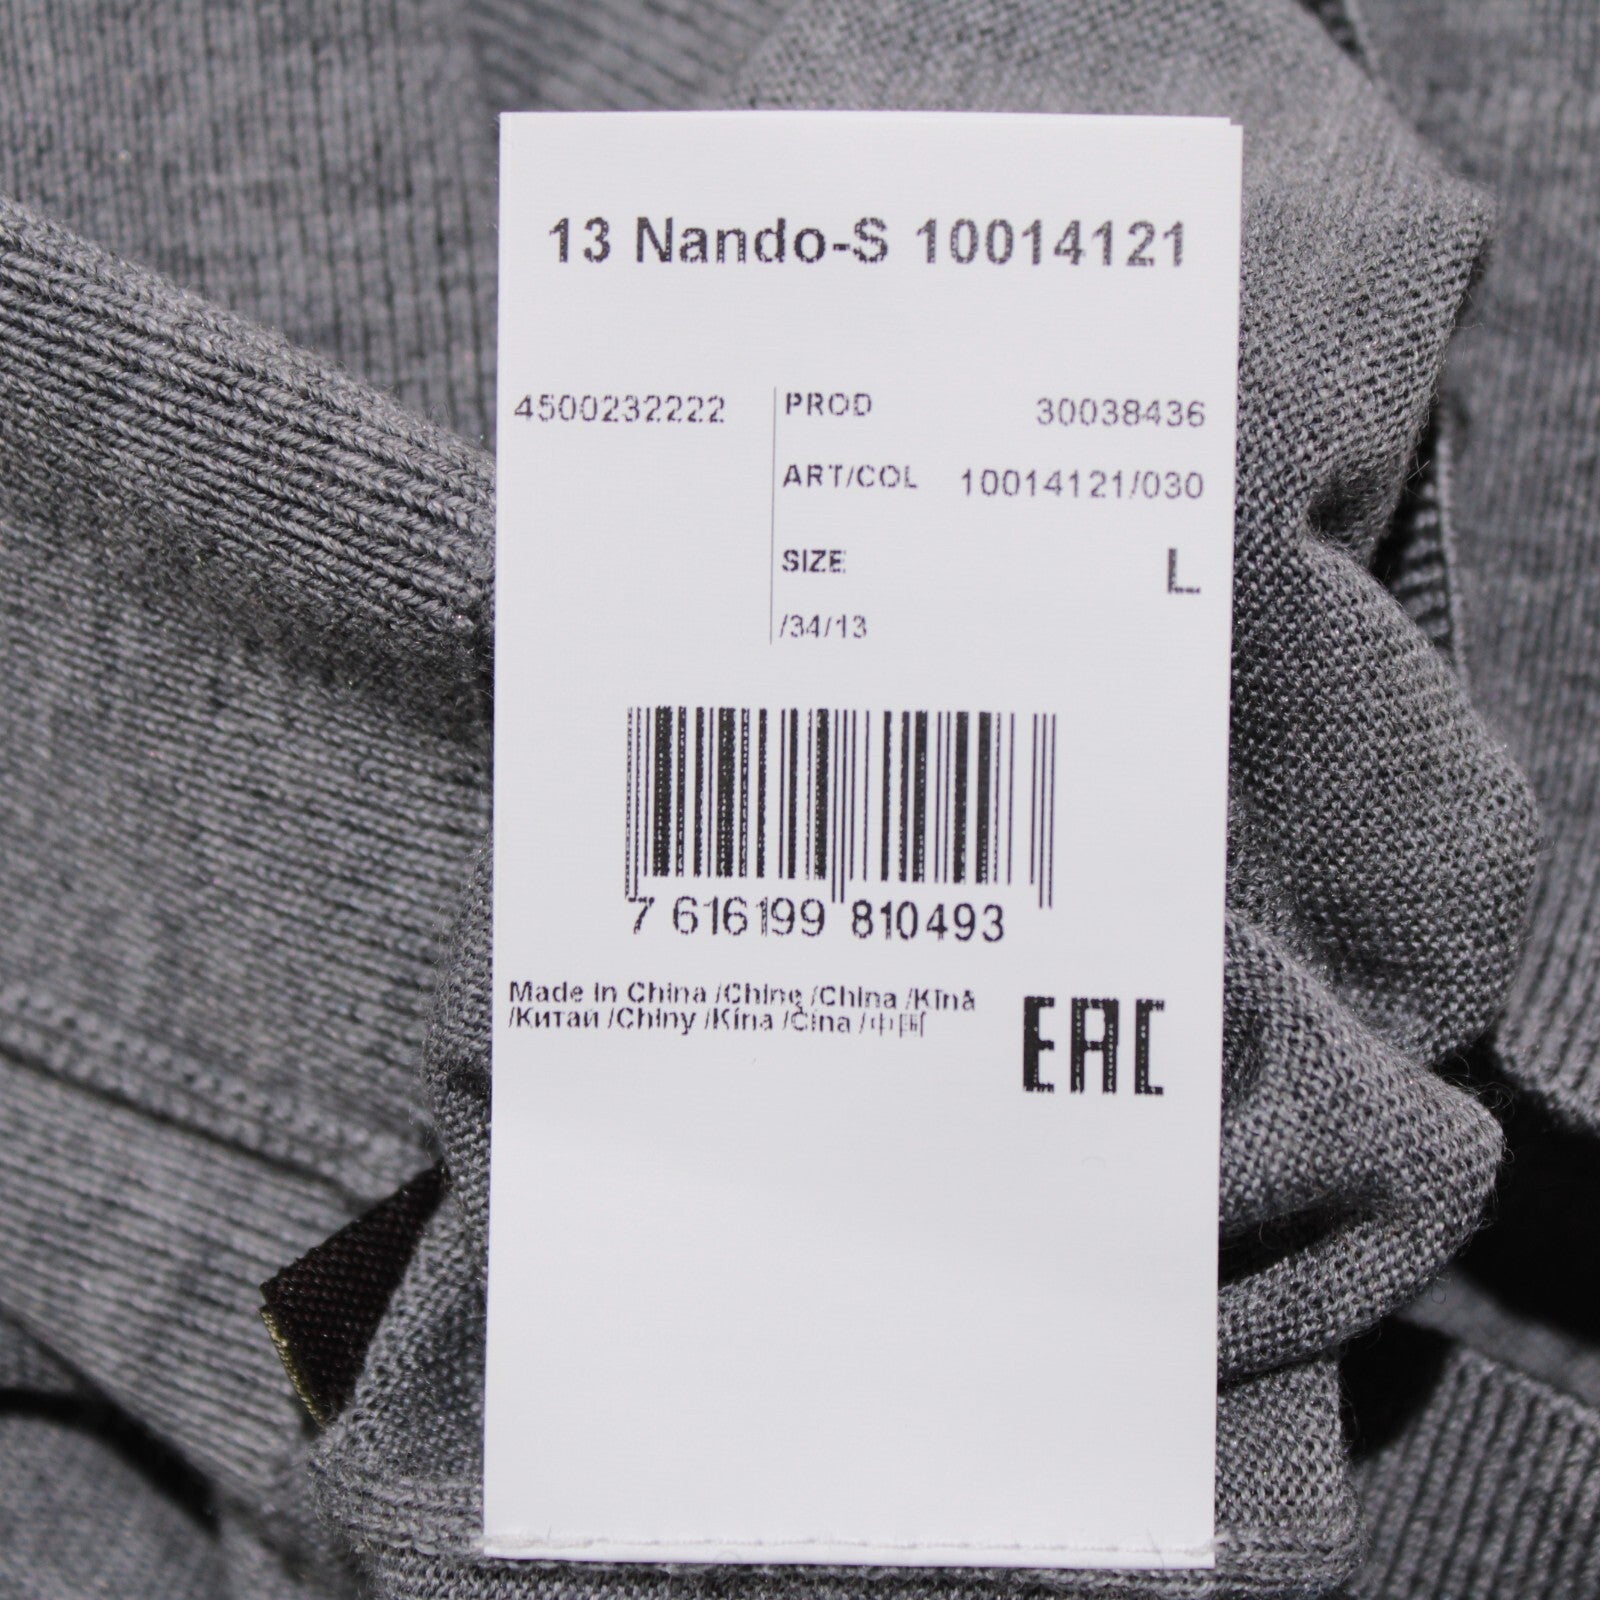 13 Nando-S 10014121
4500232222
PROD 30038436
ART/COL 10014121/030
SIZE L
/34/13
7 616199 810493
Made in China /Chine /China /Kīnā
/Китай /Chiny /Kína /Čína /中国
EAC